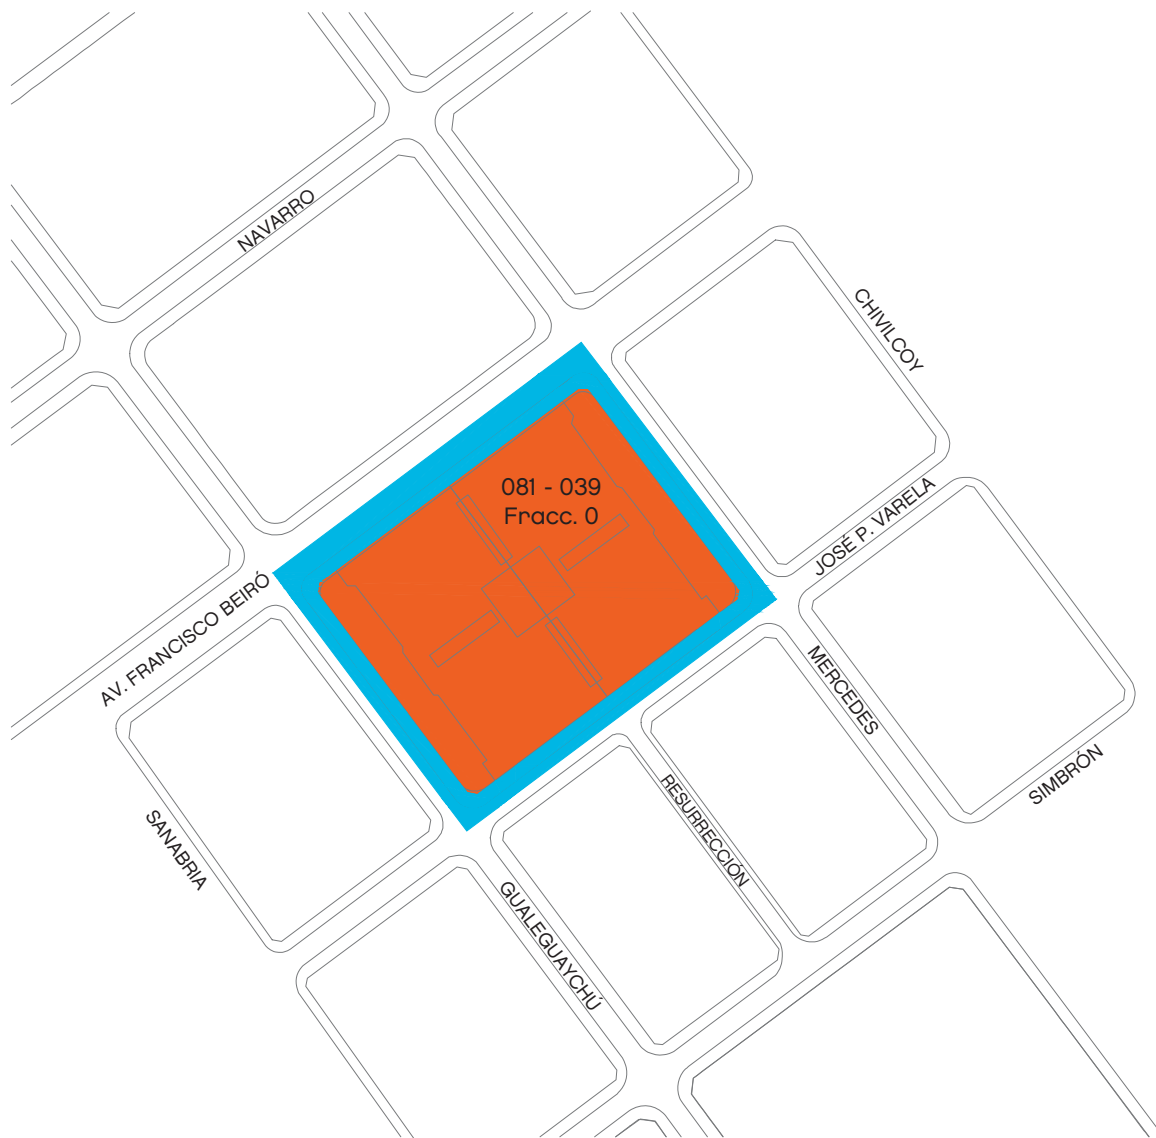 NAVARRO
CHIVILCOY
081 - 039
Fracc. 0
JOSÉ P. VARELA
AV. FRANCISCO BEIRÓ
MERCEDES
SIMBRÓN
RESURRECCIÓN
SANABRIA
GUALEGUAYCHÚ